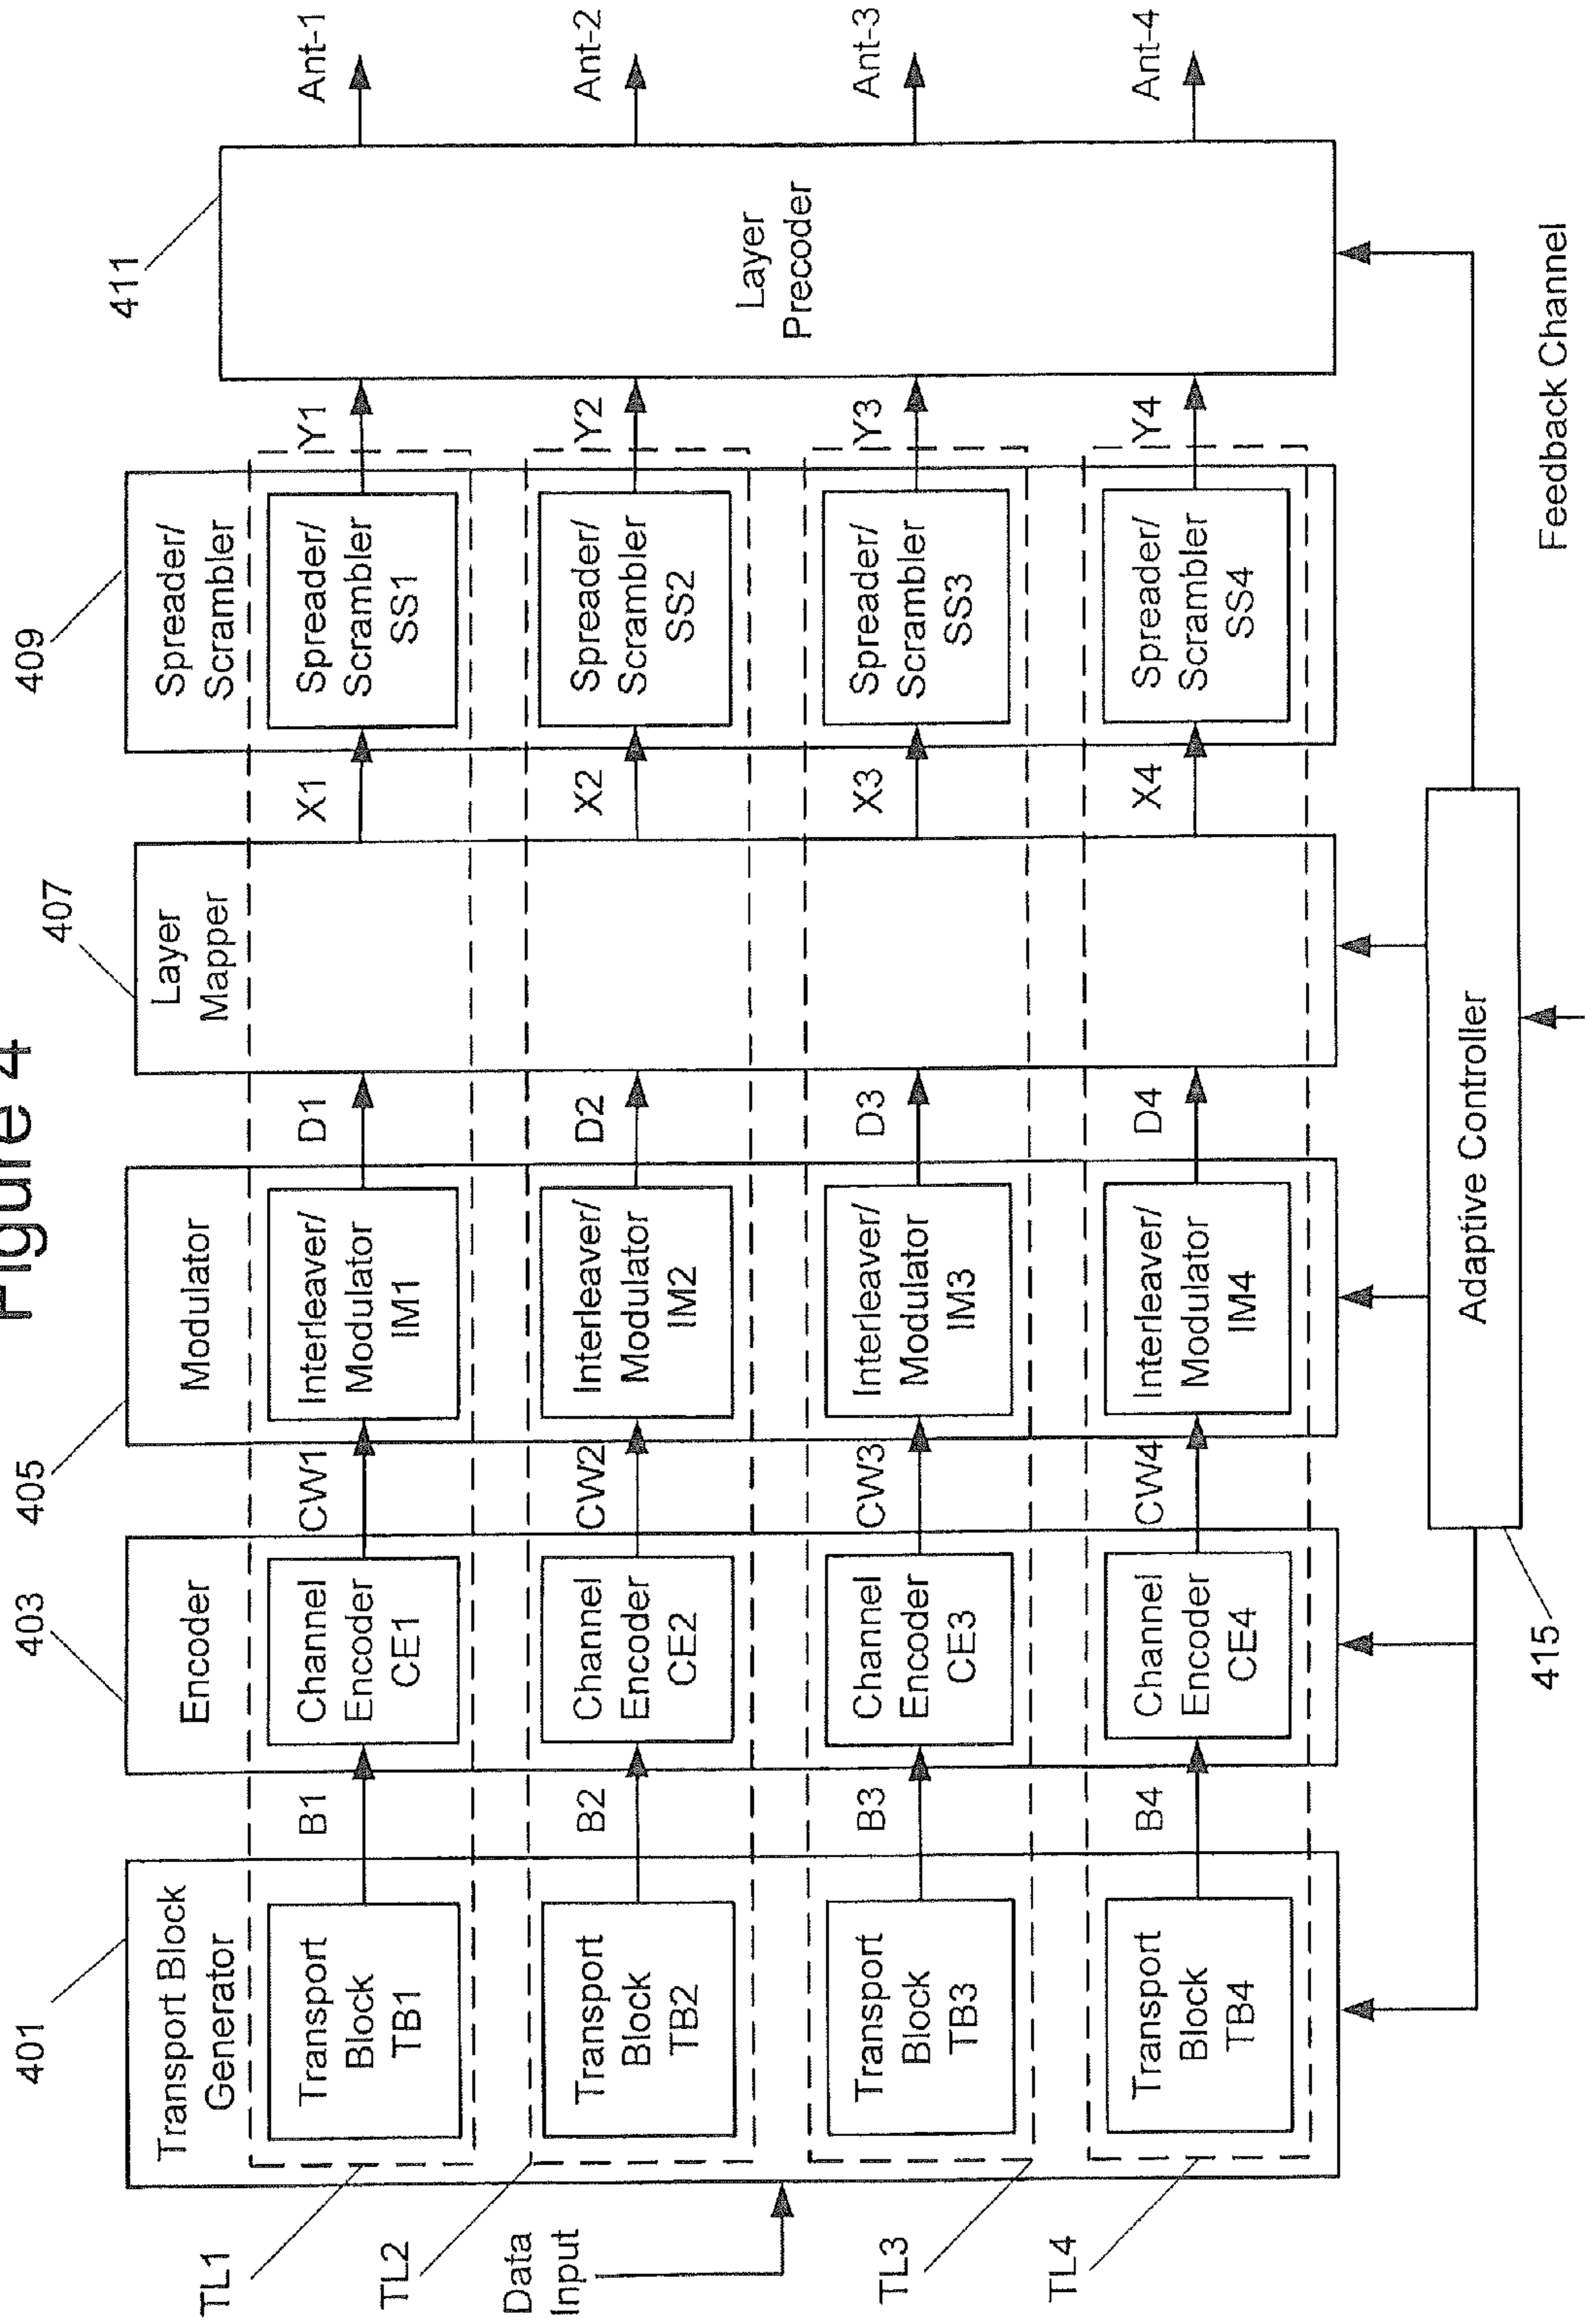 Figure 4
401
403
405
407
409
411
Transport Block
Generator
Encoder
Modulator
Layer
Mapper
Spreader/
Scrambler
TL1
Transport
Block
TB1
B1
Channel
Encoder
CE1
CW1
Interleaver/
Modulator
IM1
D1
X1
Spreader/
Scrambler
SS1
Y1
Ant-1
TL2
Transport
Block
TB2
B2
Channel
Encoder
CE2
CW2
Interleaver/
Modulator
IM2
D2
X2
Spreader/
Scrambler
SS2
Y2
Ant-2
Layer
Precoder
Data
Input
TL3
Transport
Block
TB3
B3
Channel
Encoder
CE3
CW3
Interleaver/
Modulator
IM3
D3
X3
Spreader/
Scrambler
SS3
Y3
Ant-3
TL4
Transport
Block
TB4
B4
Channel
Encoder
CE4
CW4
Interleaver/
Modulator
IM4
D4
X4
Spreader/
Scrambler
SS4
Y4
Ant-4
Adaptive Controller
415
Feedback Channel